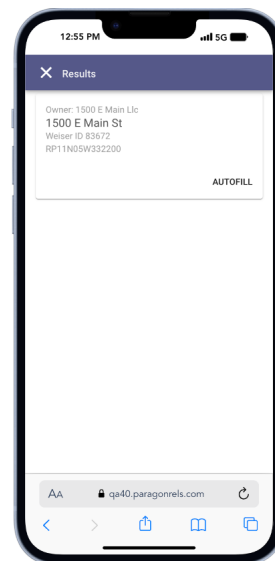 12:55 PM
5G
Results
Owner: 1500 E Main Llc
1500 E Main St
Weiser ID 83672
RP11N05W332200
AUTOFILL
AA
qa40.paragonrels.com